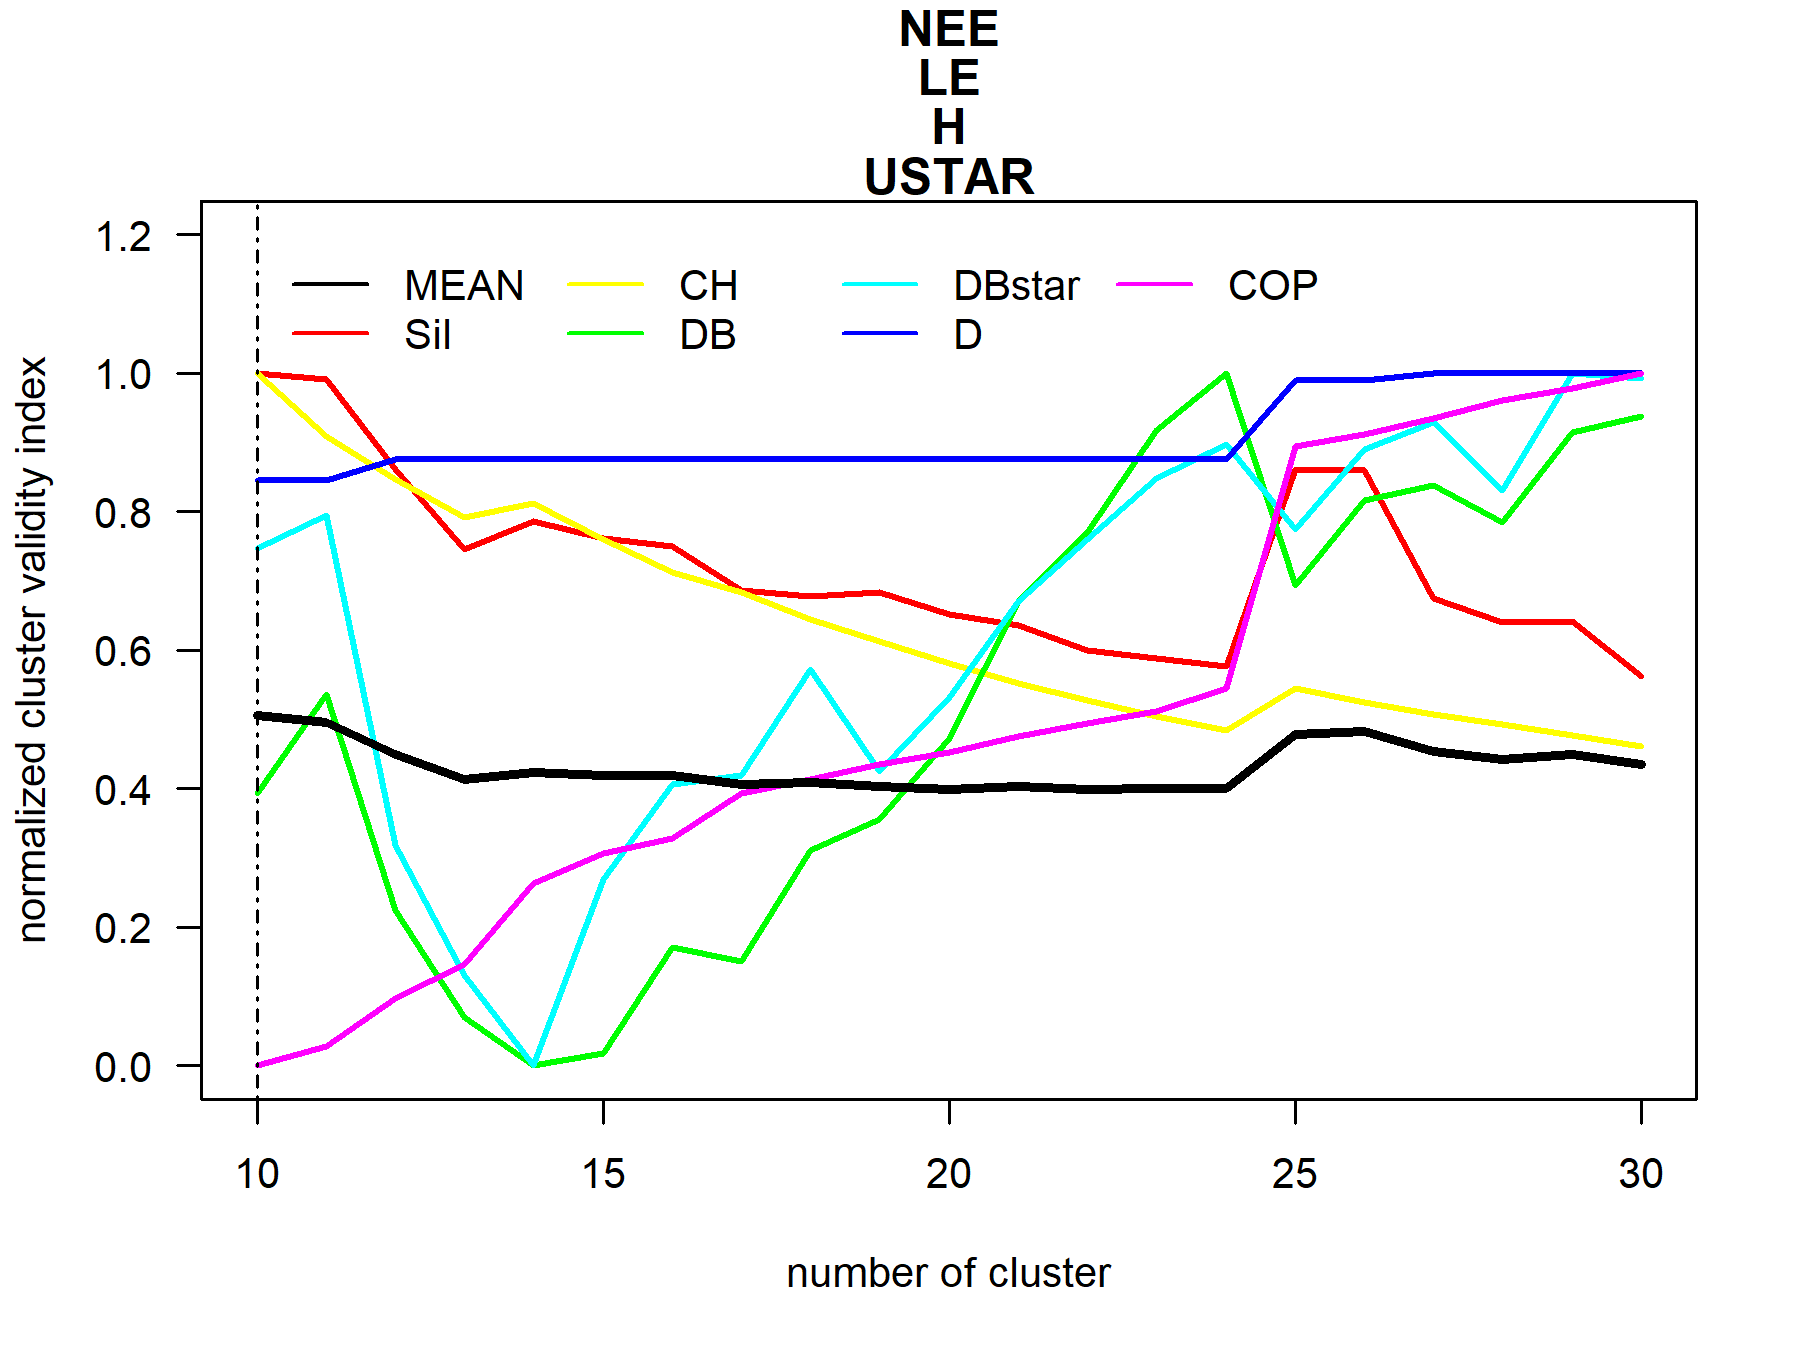 NEE
LE
H
USTAR
1.2
1.0
0.8
0.6
0.4
0.2
0.0
normalized cluster validity index
MEAN CH DBstar COP
Sil DB D
10 15 20 25 30
number of cluster